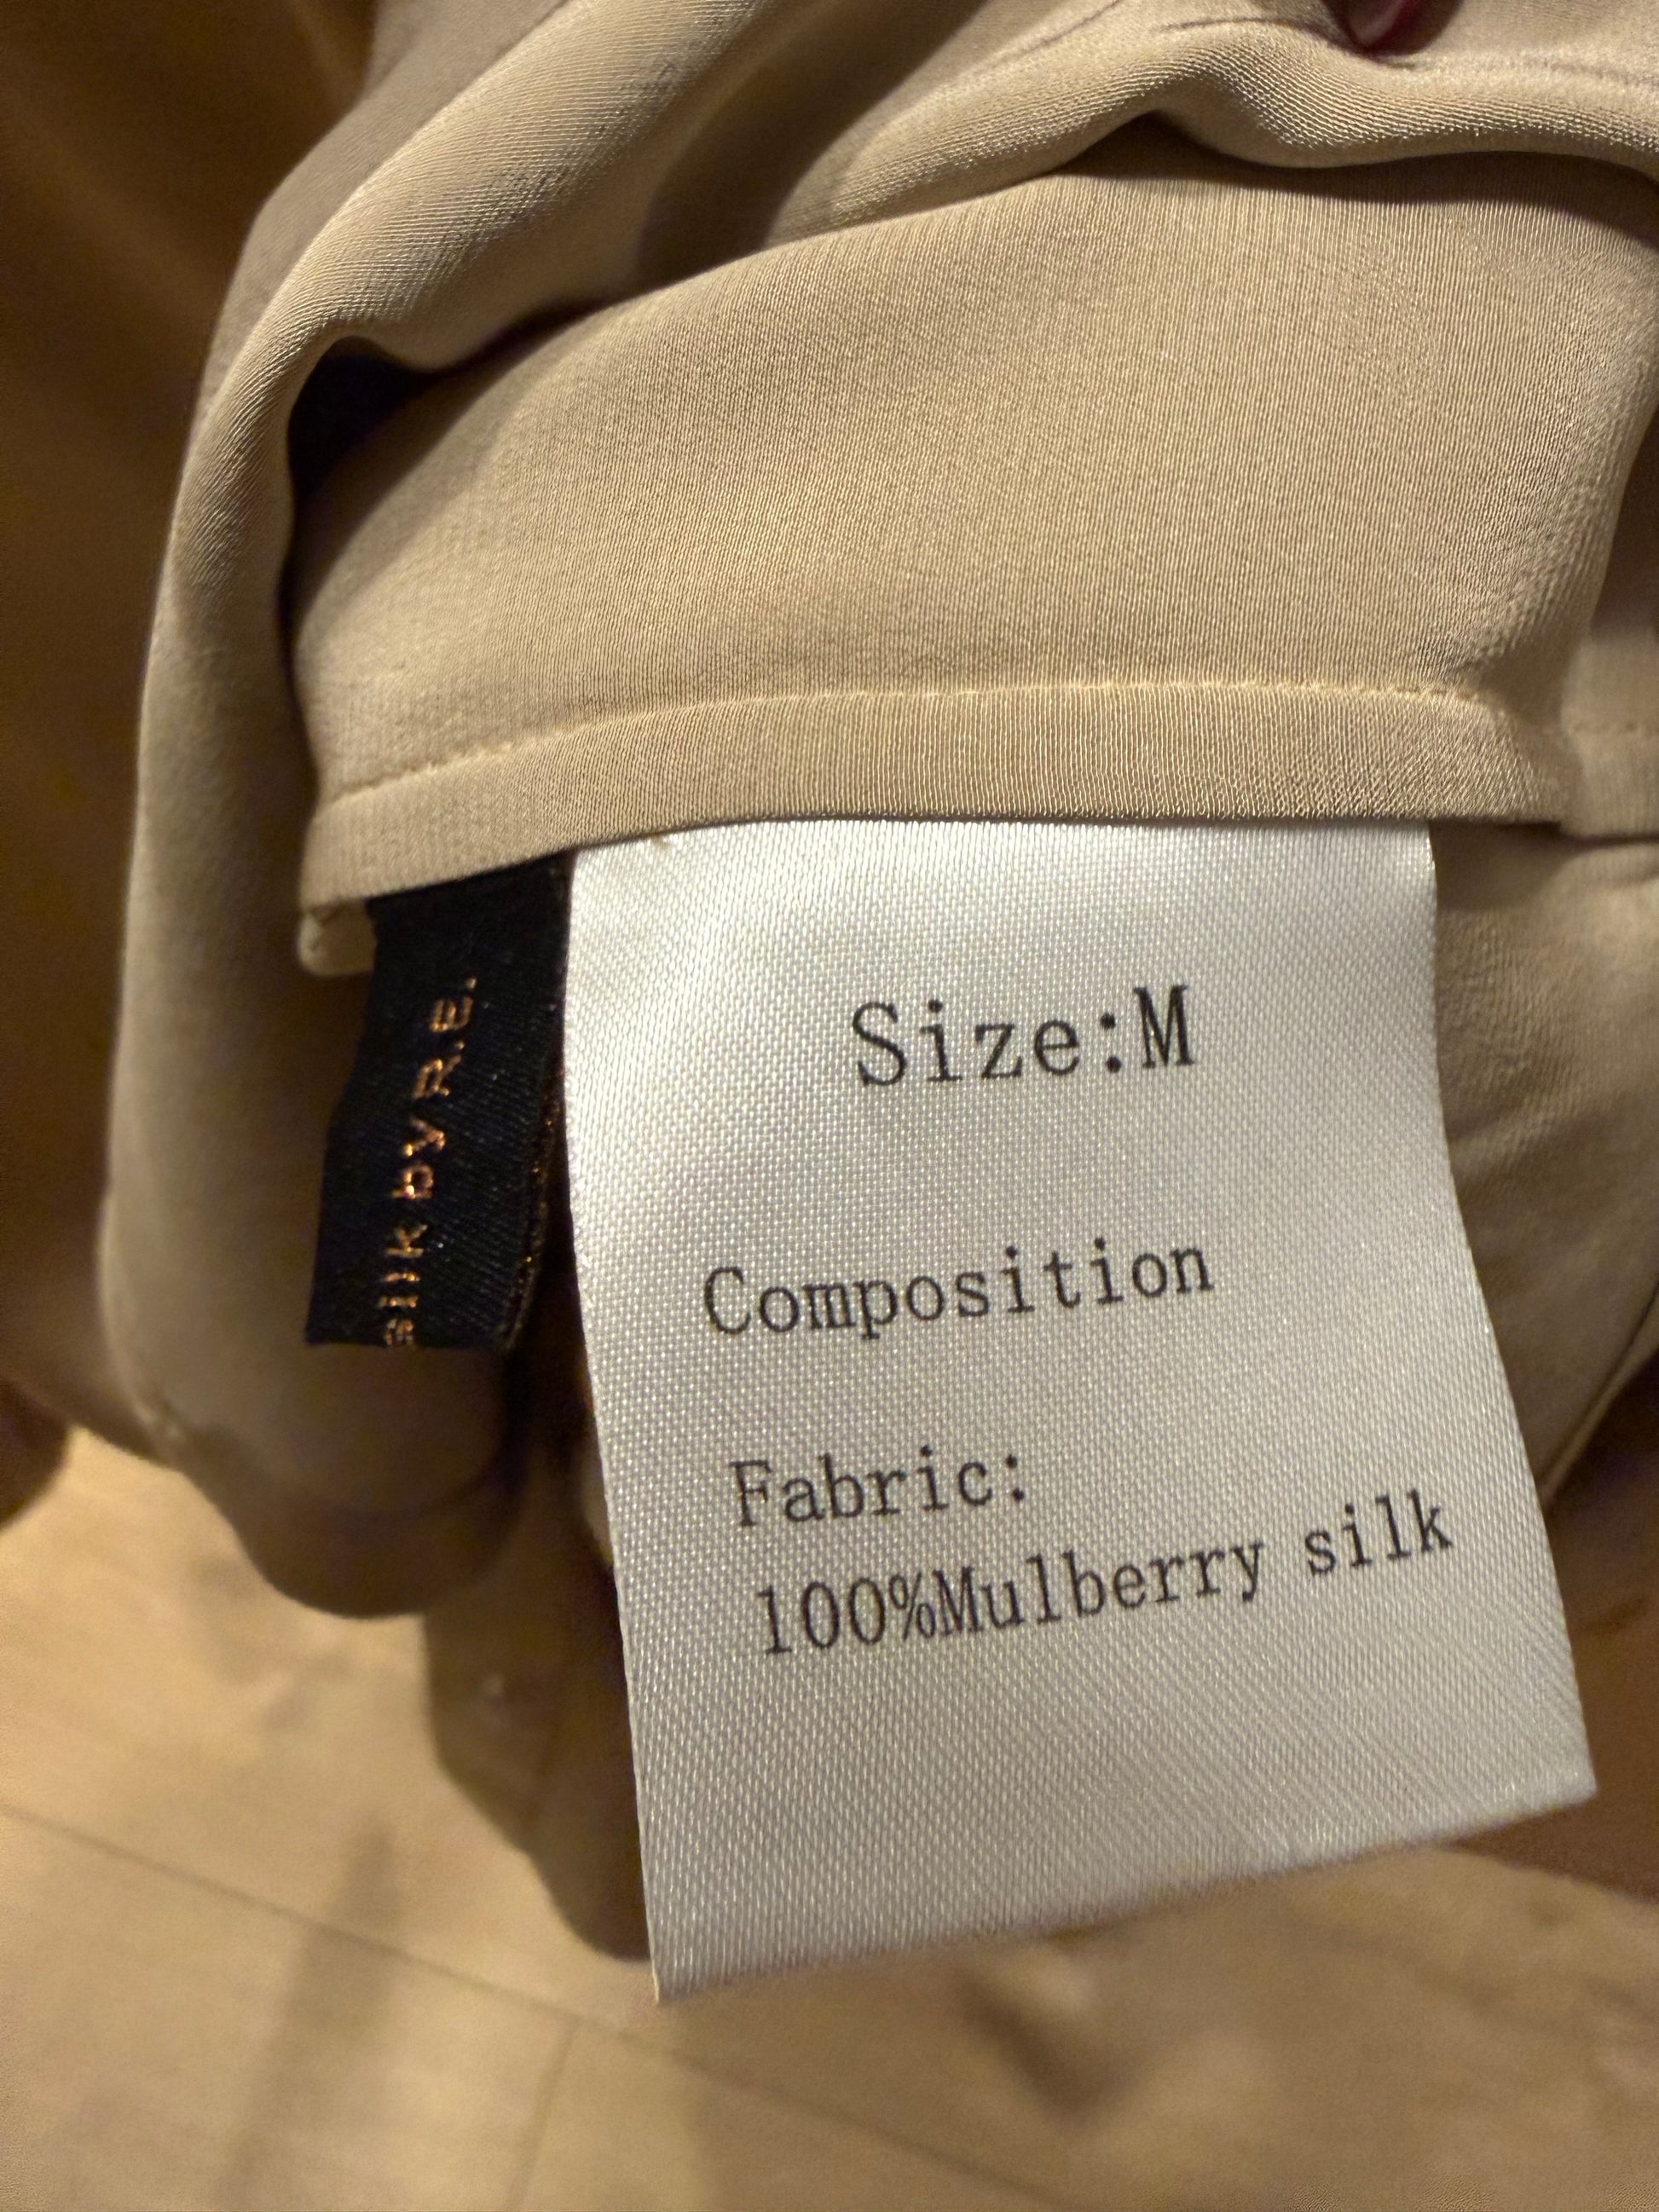 silk by R.E.
Size:M
Composition
Fabric:
100%Mulberry silk